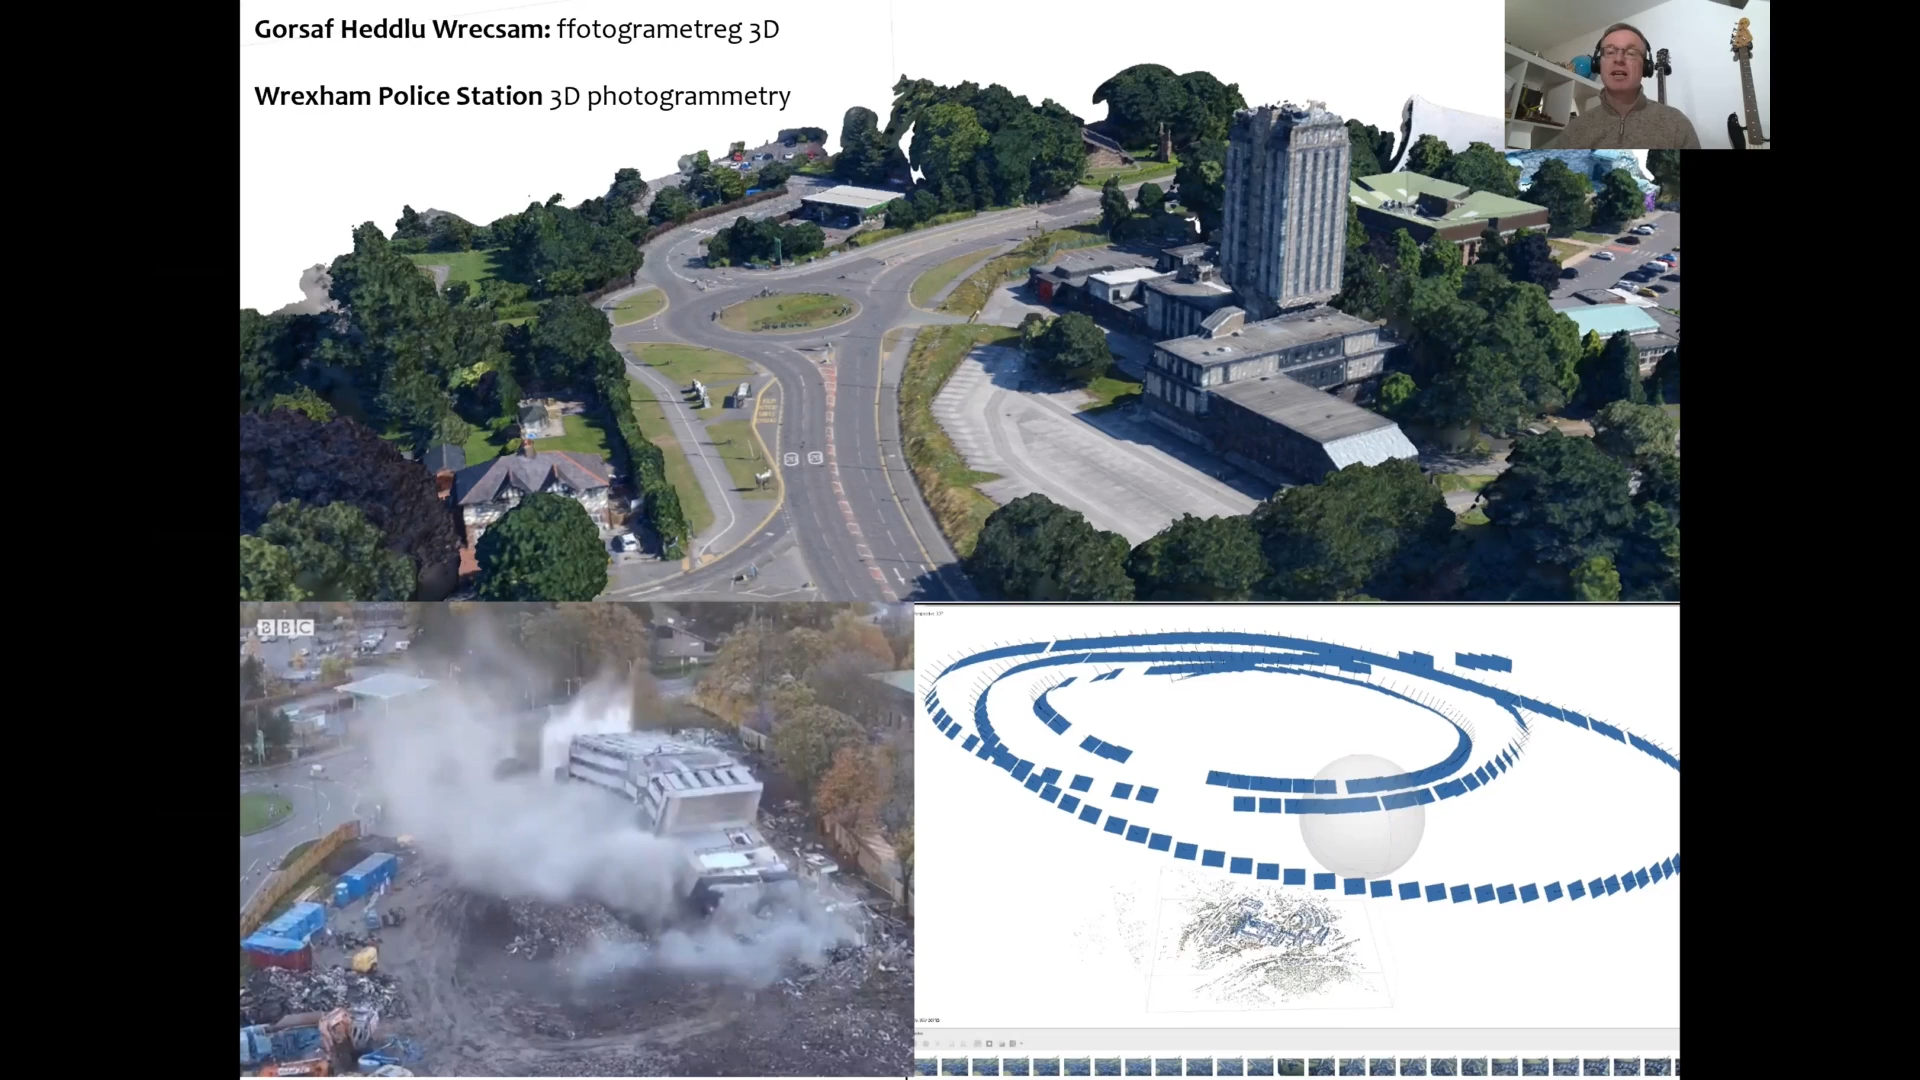 Gorsaf Heddlu Wrecsam: ffotogrametreg 3D
Wrexham Police Station 3D photogrammetry
BBC